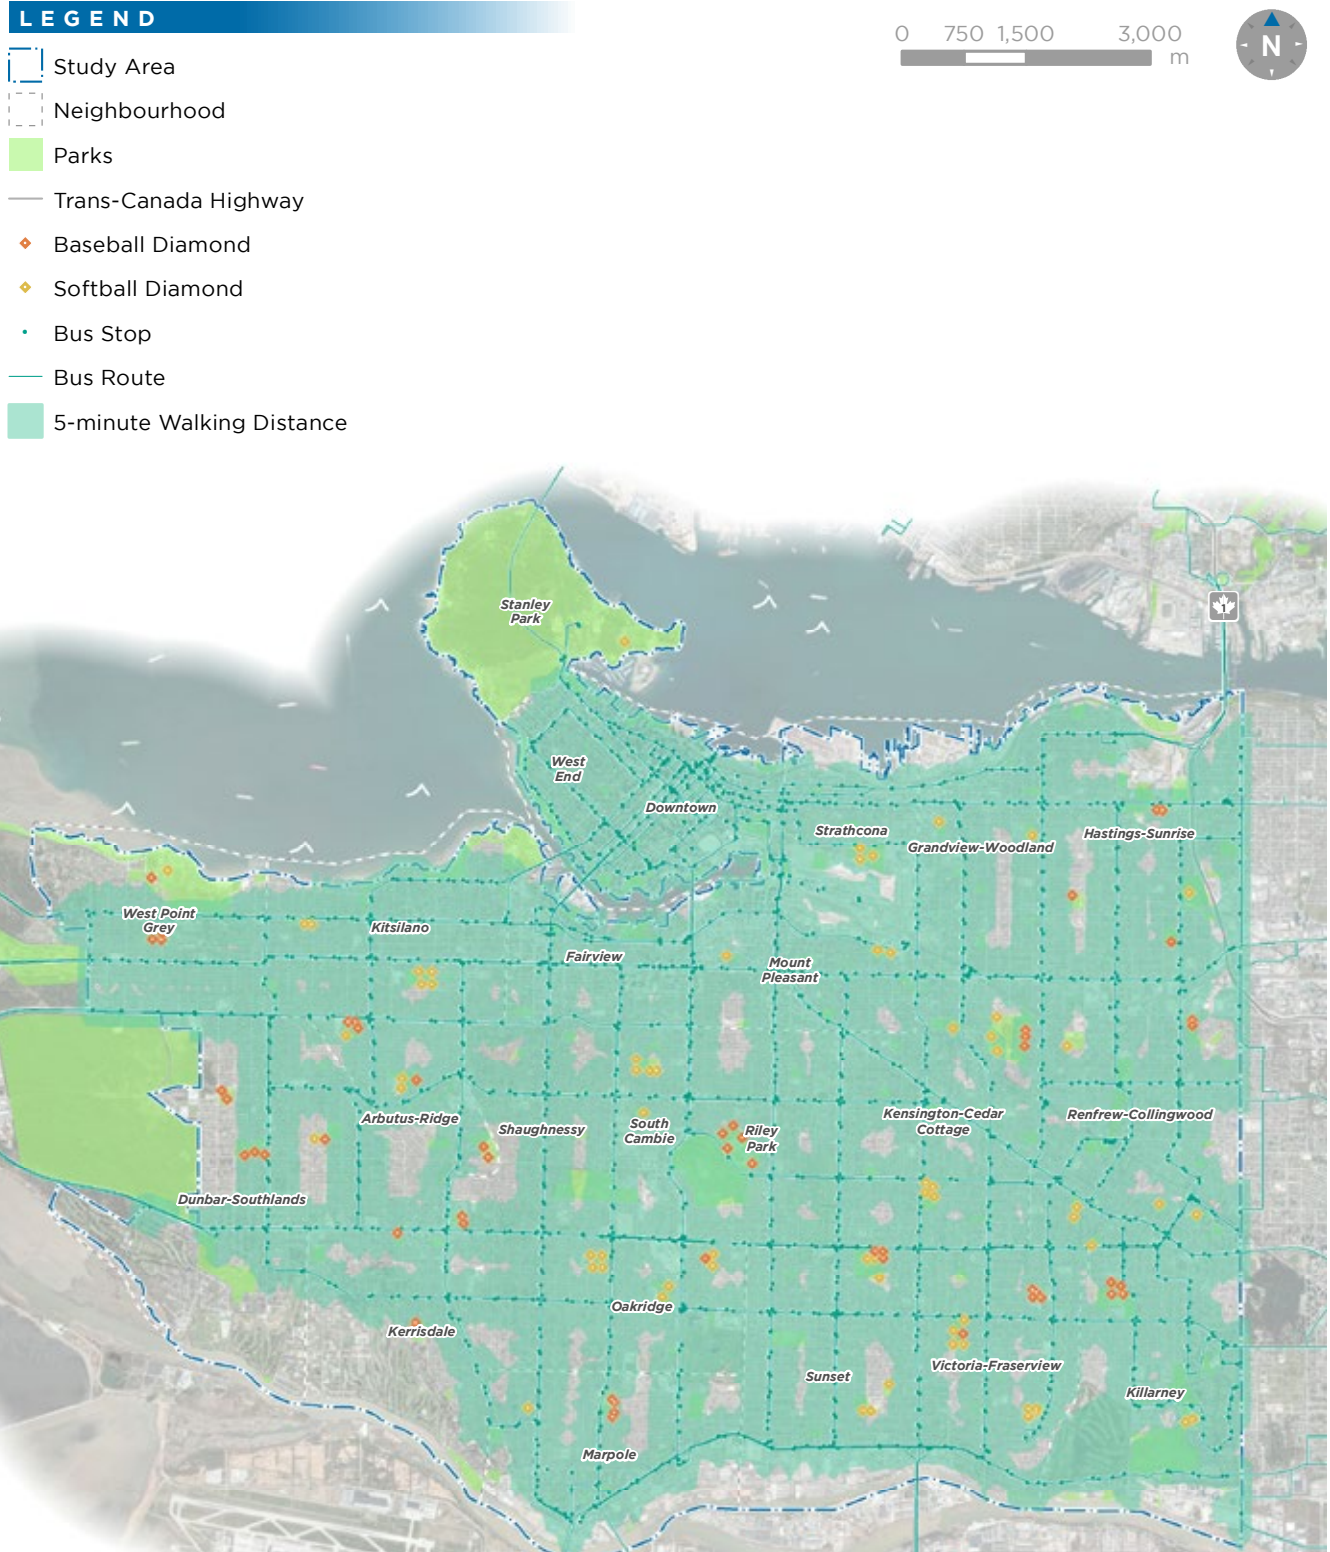 LEGEND
Study Area
Neighbourhood
Parks
Trans-Canada Highway
Baseball Diamond
Softball Diamond
Bus Stop
Bus Route
5-minute Walking Distance
0 750 1,500 3,000
m
N
Stanley
Park
1
West
End
Downtown
Strathcona
Grandview-Woodland
Hastings-Sunrise
West Point
Grey
Kitsilano
Fairview
Mount
Pleasant
Arbutus-Ridge
Shaughnessy
South
Cambie
Riley
Park
Kensington-Cedar
Cottage
Renfrew-Collingwood
Dunbar-Southlands
Oakridge
Kerrisdale
Sunset
Victoria-Fraserview
Killarney
Marpole